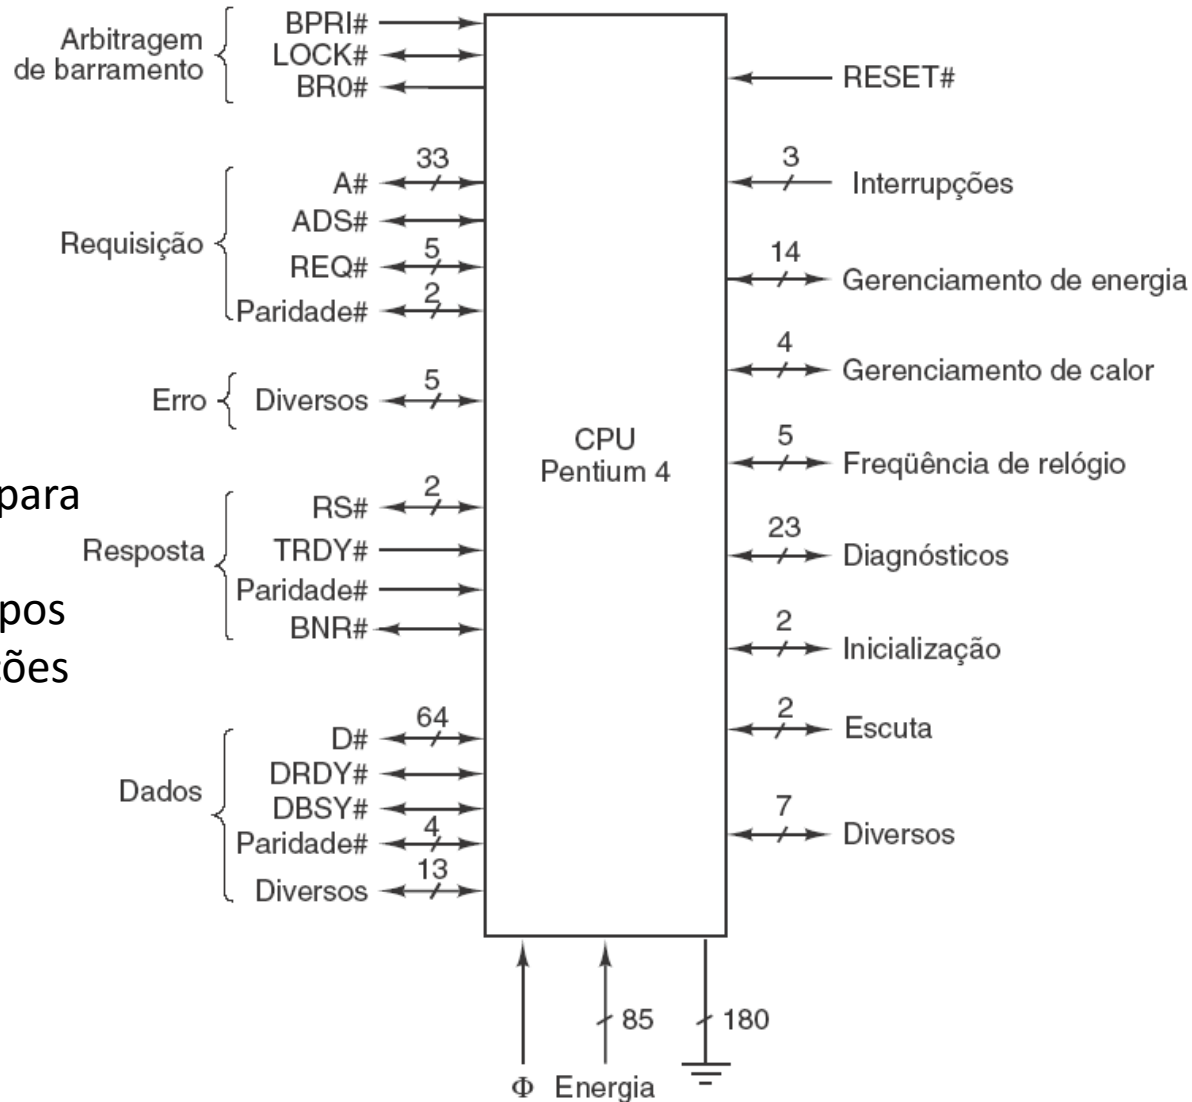 Arbitragem
de barramento
BPRI#
LOCK#
BR0#
Requisição
A#
33
ADS#
REQ#
5
Paridade#
2
Erro
Diversos
5
para
pos
ções
Resposta
RS#
2
TRDY#
Paridade#
BNR#
Dados
D#
64
DRDY#
DBSY#
Paridade#
4
Diversos
13
CPU
Pentium 4
RESET#
3
Interrupções
14
Gerenciamento de energia
4
Gerenciamento de calor
5
Freqüência de relógio
23
Diagnósticos
2
Inicialização
2
Escuta
7
Diversos
85
180
Φ Energia